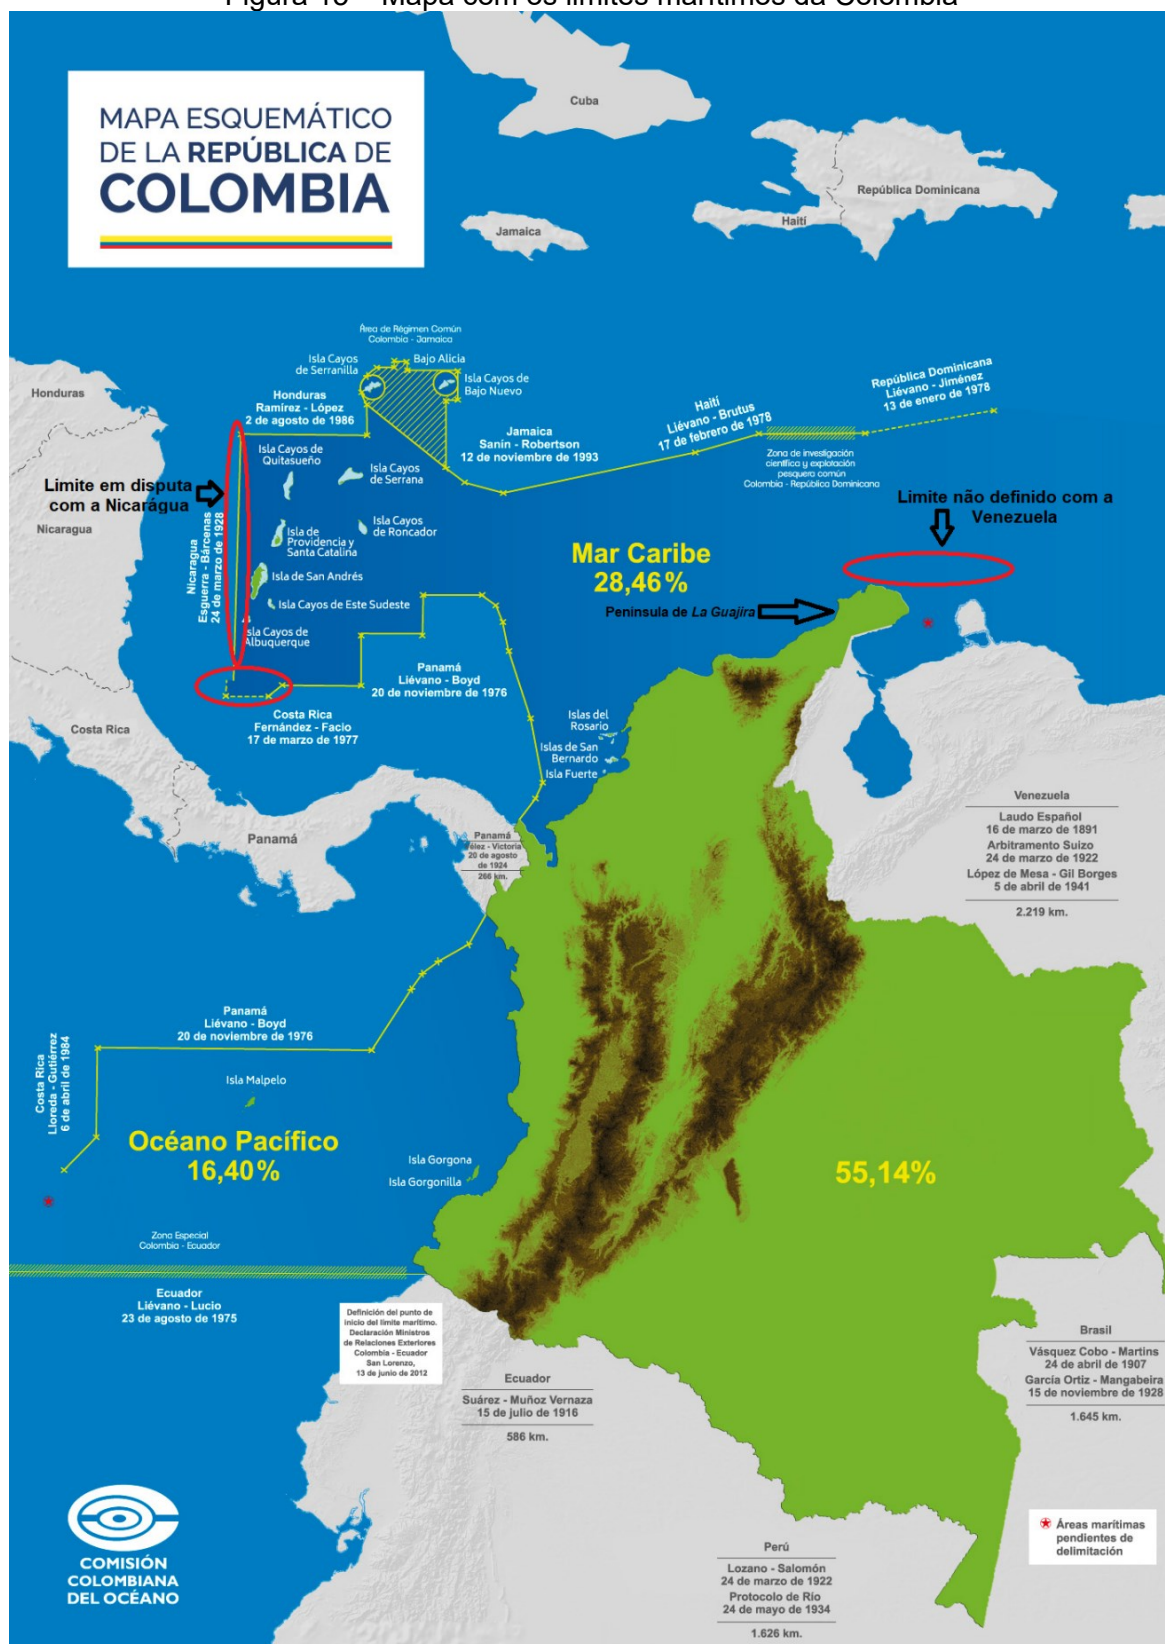 Figura 15 – Mapa com os limites marítimos da Colômbia
MAPA ESQUEMÁTICO
DE LA REPÚBLICA DE
COLOMBIA
Cuba
República Dominicana
Haití
Jamaica
Área de Régimen Común
Colombia - Jamaica
Isla Cayos
de Serranilla
Bajo Alicia
Isla Cayos de
Bajo Nuevo
Honduras
Honduras
Ramírez - López
2 de agosto de 1986
Jamaica
Sanín - Robertson
12 de noviembre de 1993
Haití
Liévano - Brutus
17 de febrero de 1978
República Dominicana
Liévano - Jiménez
13 de enero de 1978
Zona de investigación
científica y explotación
pesquera común
Colombia - República Dominicana
Isla Cayos de
Quitasueño
Isla Cayos
de Serrana
Limite em disputa
com a Nicarágua
Limite não definido com a
Venezuela
Nicaragua
Nicaragua
Esguerra - Bárcenas
24 de marzo de 1928
Isla de
Providencia y
Santa Catalina
Isla Cayos
de Roncador
Isla de San Andrés
Isla Cayos de Este Sudeste
Isla Cayos de
Albuquerque
Mar Caribe
28,46%
Península de La Guajira
Panamá
Liévano - Boyd
20 de noviembre de 1976
Costa Rica
Fernández - Facio
17 de marzo de 1977
Costa Rica
Islas del
Rosario
Islas de San
Bernardo
Isla Fuerte
Panamá
Panamá
Vélez - Victoria
20 de agosto
de 1924
266 km.
Venezuela
Laudo Español
16 de marzo de 1891
Arbitramento Suizo
24 de marzo de 1922
López de Mesa - Gil Borges
5 de abril de 1941
2.219 km.
Panamá
Liévano - Boyd
20 de noviembre de 1976
Costa Rica
Lloreda - Gutiérrez
6 de abril de 1984
Isla Malpelo
Océano Pacífico
16,40%
Isla Gorgona
Isla Gorgonilla
55,14%
Zona Especial
Colombia - Ecuador
Ecuador
Liévano - Lucio
23 de agosto de 1975
Definición del punto de
inicio del límite marítimo.
Declaración Ministros
de Relaciones Exteriores
Colombia - Ecuador
San Lorenzo,
13 de junio de 2012
Ecuador
Suárez - Muñoz Vernaza
15 de julio de 1916
586 km.
Brasil
Vásquez Cobo - Martins
24 de abril de 1907
García Ortiz - Mangabeira
15 de noviembre de 1928
1.645 km.
COMISIÓN
COLOMBIANA
DEL OCÉANO
Áreas marítimas
pendientes de
delimitación
Perú
Lozano - Salomón
24 de marzo de 1922
Protocolo de Río
24 de mayo de 1934
1.626 km.